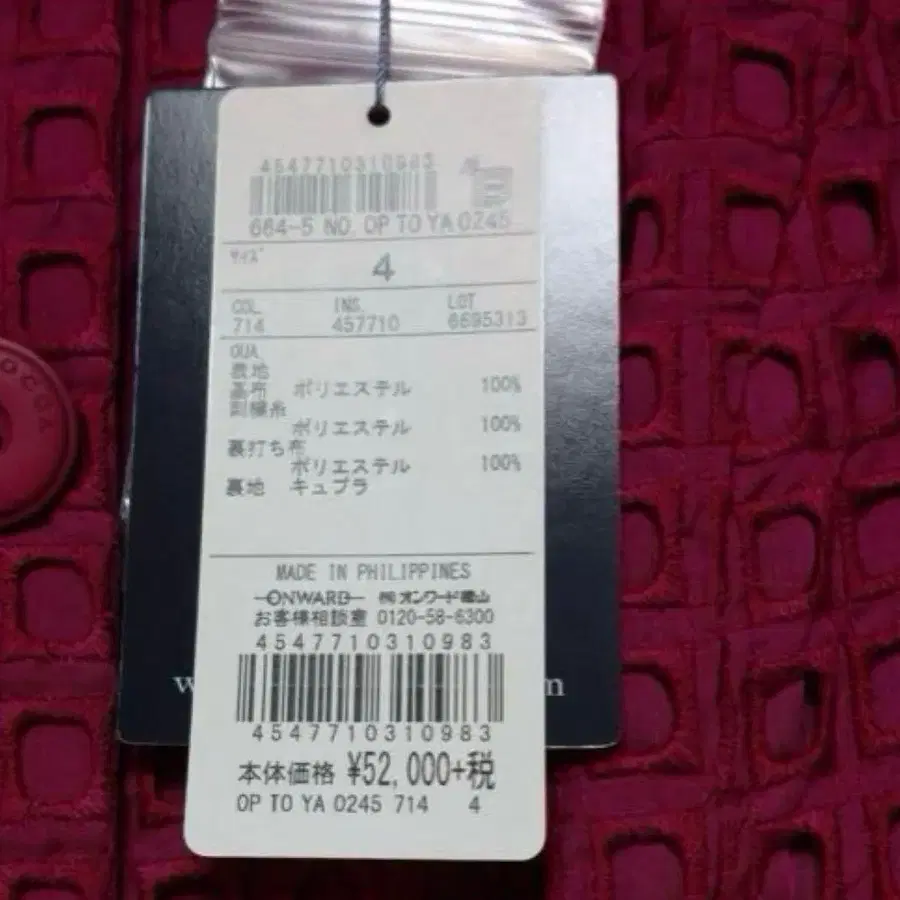 4547710310983
664-5 NO. OP TO YA 0245
サイズ
4
COL. INS. LOT
714 457710 6695313
QUA
表地
基布 ポリエステル 100%
刺繍糸
ポリエステル 100%
裏打ち布
ポリエステル 100%
裏地 キュプラ
MADE IN PHILIPPINES
ONWARD ㈱オンワード樫山
お客様相談室 0120-58-6300
4547710310983
w m
4547710310983
本体価格 ¥52,000+税
OP TO YA 0245 714 4